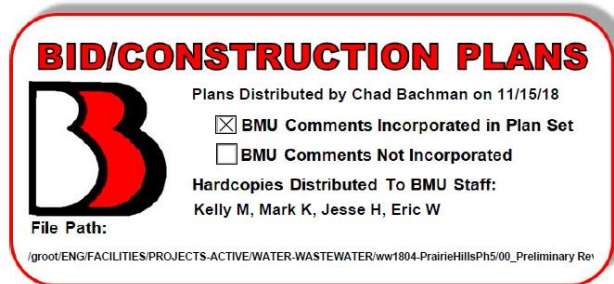 BID/CONSTRUCTION PLANS
Plans Distributed by Chad Bachman on 11/15/18
BMU Comments Incorporated in Plan Set
BMU Comments Not Incorporated
Hardcopies Distributed To BMU Staff:
Kelly M, Mark K, Jesse H, Eric W
File Path:
/groot/ENG/FACILITIES/PROJECTS-ACTIVE/WATER-WASTEWATER/ww1804-PrairieHillsPh5/00_Preliminary Rev